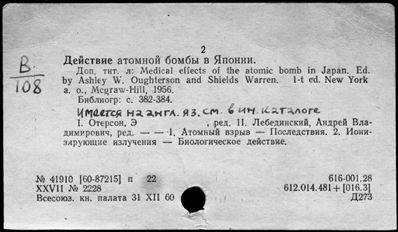 2
В.
108
Действие атомной бомбы в Японии.
Доп. тит. л: Medical effects of the atomic bomb in Japan. Ed.
by Ashley W. Oughterson and Shields Warren. 1-t ed. New York
a. o., Mcgraw-Hill, 1956.
Библиогр: с. 382-384.
Имеется на англ. яз. см. в ин. каталоге
I. Отерсон, Э , ред. II. Лебединский, Андрей Вла-
димирович, ред. — — 1. Атомный взрыв — Последствия. 2. Иони-
зирующие излучения — Биологическое действие.
№ 41910 [60-87215] п 22 616-001.28
XXVII № 2228 612.014.481+[016.3]
Всесоюз. кн. палата 31 XII 60 Д273